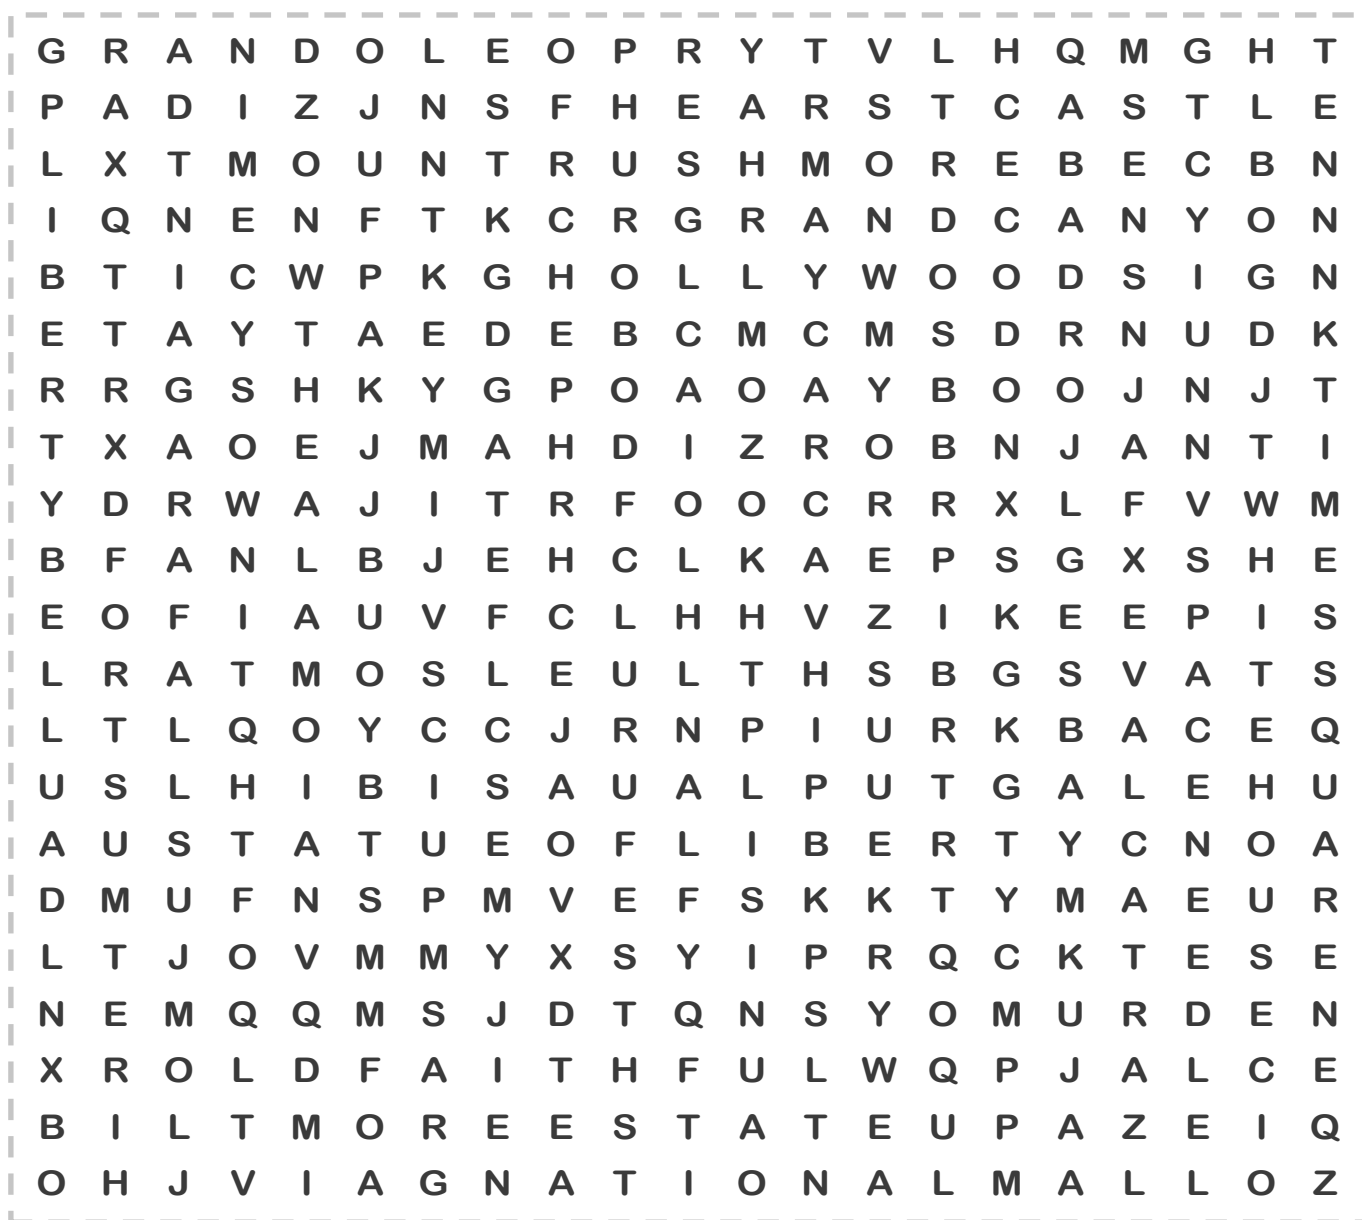 G R A N D O L E O P R Y T V L H Q M G H T
P A D I Z J N S F H E A R S T C A S T L E
L X T M O U N T R U S H M O R E B E C B N
I Q N E N F T K C R G R A N D C A N Y O N
B T I C W P K G H O L L Y W O O D S I G N
E T A Y T A E D E B C M C M S D R N U D K
R R G S H K Y G P O A O A Y B O O J N J T
T X A O E J M A H D I Z R O B N J A N T I
Y D R W A J I T R F O O C R R X L F V W M
B F A N L B J E H C L K A E P S G X S H E
E O F I A U V F C L H H V Z I K E E P I S
L R A T M O S L E U L T H S B G S V A T S
L T L Q O Y C C J R N P I U R K B A C E Q
U S L H I B I S A U A L P U T G A L E H U
A U S T A T U E O F L I B E R T Y C N O A
D M U F N S P M V E F S K K T Y M A E U R
L T J O V M M Y X S Y I P R Q C K T E S E
N E M Q Q M S J D T Q N S Y O M U R D E N
X R O L D F A I T H F U L W Q P J A L C E
B I L T M O R E E S T A T E U P A Z E I Q
O H J V I A G N A T I O N A L M A L L O Z